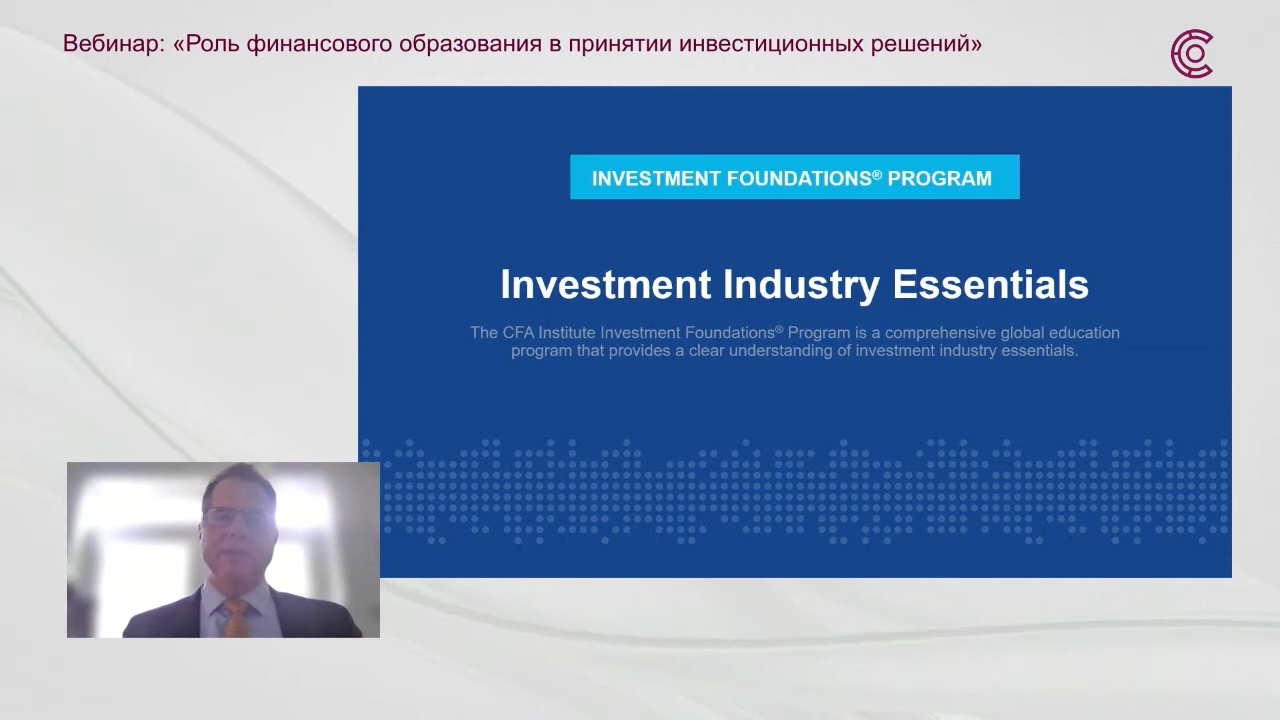 Вебинар: «Роль финансового образования в принятии инвестиционных решений»
INVESTMENT FOUNDATIONS® PROGRAM
Investment Industry Essentials
The CFA Institute Investment Foundations® Program is a comprehensive global education
program that provides a clear understanding of investment industry essentials.